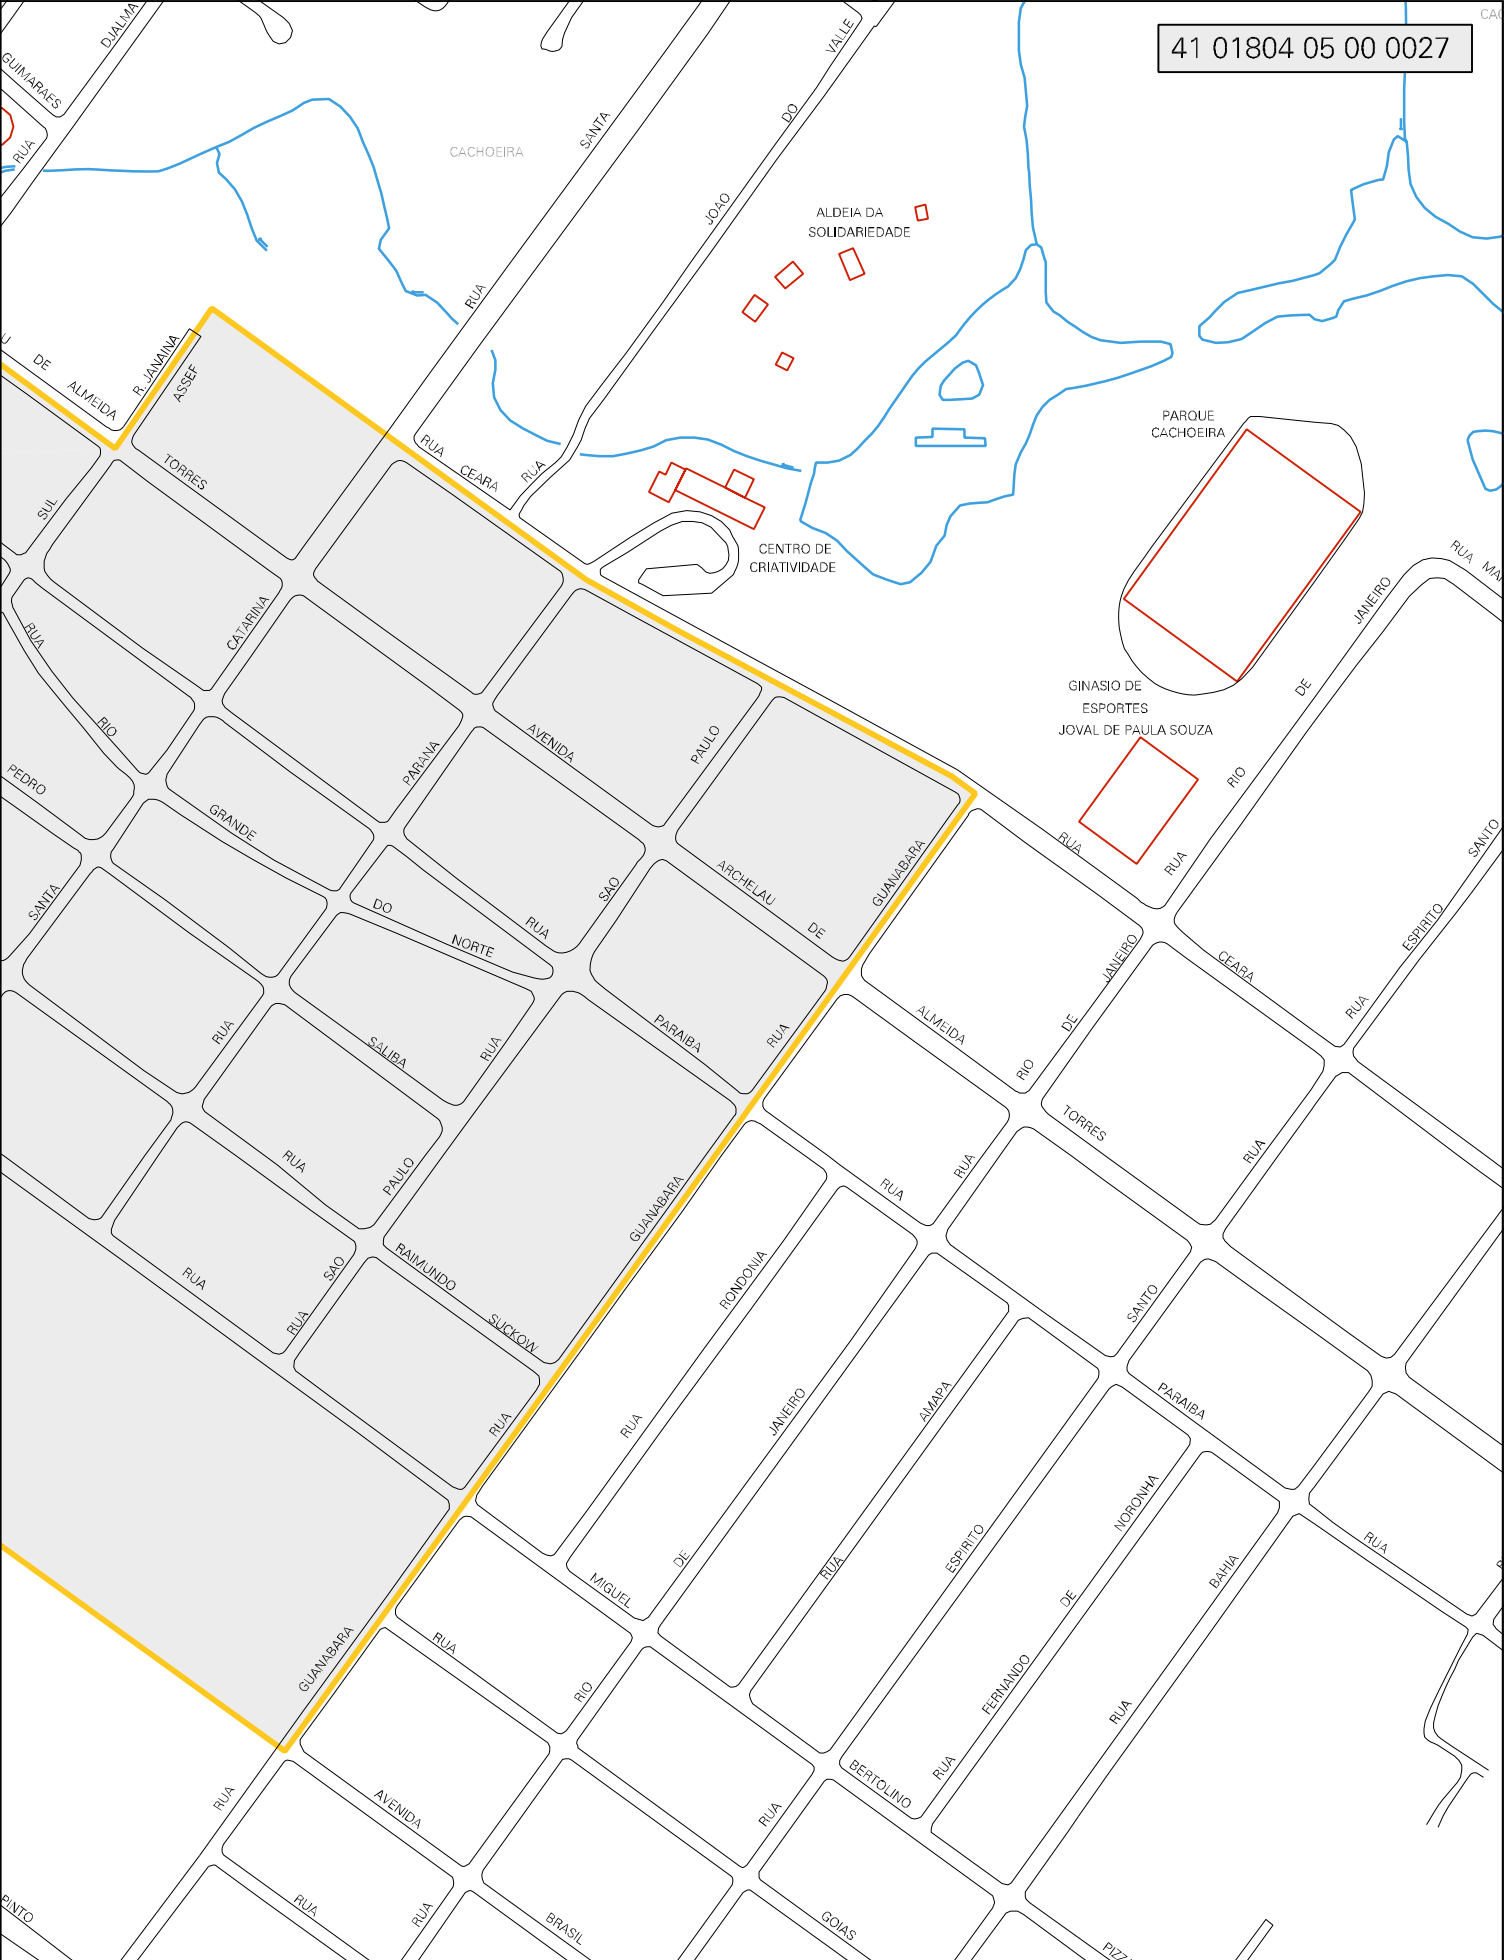 DJALMA
GUIMARAES
RUA
41 01804 05 00 0027
VALLE
DO
SANTA
CACHOEIRA
JOAO
ALDEIA DA
SOLIDARIEDADE
RUA
DE
ALMEIDA
R. JANAINA
ASSEF
TORRES
SUL
RUA
CEARA
RUA
PARQUE
CACHOEIRA
CENTRO DE
CRIATIVIDADE
RUA
JANEIRO
DE
RIO
RUA
GINASIO DE
ESPORTES
JOVAL DE PAULA SOUZA
CATARINA
RUA
RIO
PEDRO
GRANDE
PARANA
AVENIDA
PAULO
RUA
SANTO
ESPIRITO
RUA
ARCHELAU
DE
GUANABARA
SANTA
DO
NORTE
RUA
SAO
CEARA
JANEIRO
DE
RIO
ALMEIDA
TORRES
RUA
SALIBA
RUA
PARAIBA
RUA
RUA
PAULO
GUANABARA
RUA
RUA
RUA
SANTO
RUA
SAO
RUA
RAIMUNDO
SUCKOW
RONDONIA
RUA
PARAIBA
RUA
JANEIRO
DE
AMAPA
RUA
ESPIRITO
NORONHA
DE
FERNANDO
RUA
BAHIA
RUA
RUA
MIGUEL
GUANABARA
RUA
RIO
BERTOLINO
RUA
AVENIDA
RUA
PINTO
RUA
RUA
BRASIL
GOIAS